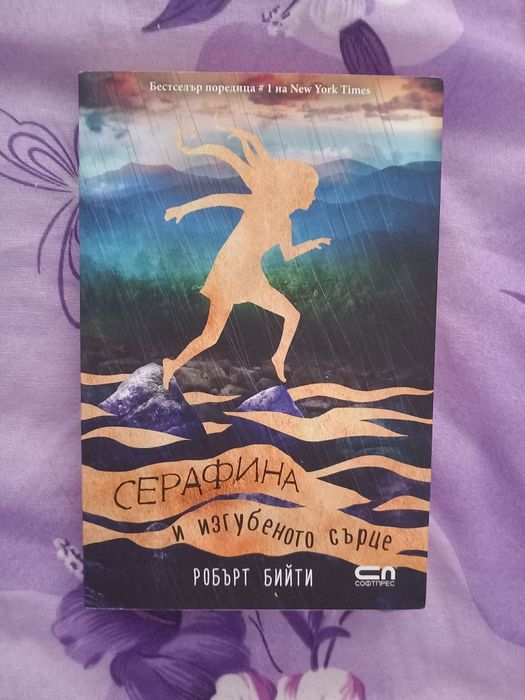 Бестселър поредица # 1 на New York Times
СЕРАФИНА
и изгубеното сърце
РОБЪРТ БИЙТИ
СОФТПРЕС